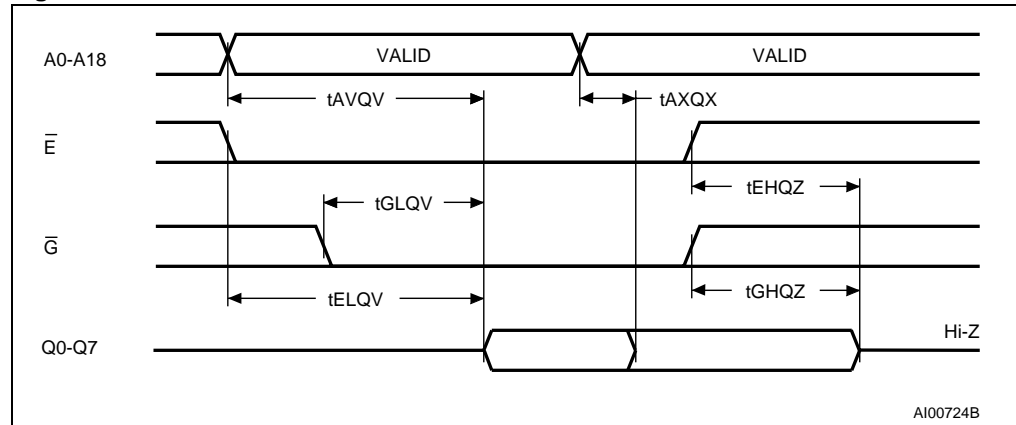 A0-A18
VALID
VALID
tAVQV
tAXQX
E̅
tEHQZ
tGLQV
G̅
tELQV
tGHQZ
Q0-Q7
Hi-Z
AI00724B